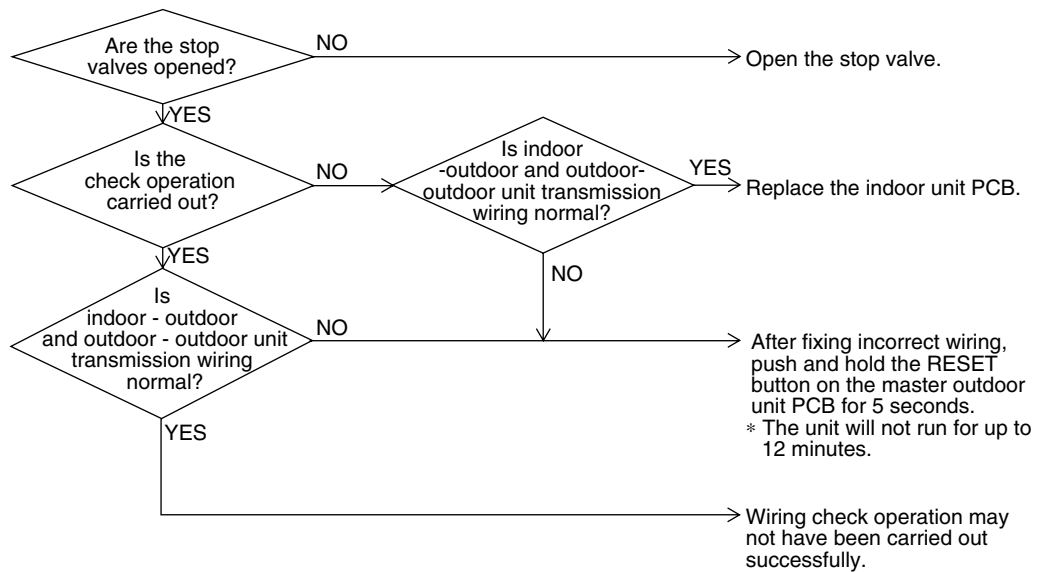 Are the stop
valves opened?
NO
Open the stop valve.
YES
Is the
check operation
carried out?
NO
Is indoor
-outdoor and outdoor-
outdoor unit transmission
wiring normal?
YES
Replace the indoor unit PCB.
YES
NO
Is
indoor - outdoor
and outdoor - outdoor unit
transmission wiring
normal?
NO
After fixing incorrect wiring,
push and hold the RESET
button on the master outdoor
unit PCB for 5 seconds.
* The unit will not run for up to
12 minutes.
YES
Wiring check operation may
not have been carried out
successfully.